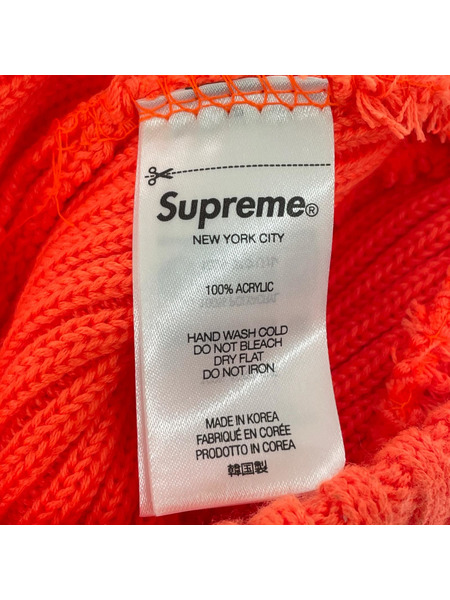 Supreme®
NEW YORK CITY
100% ACRYLIC
HAND WASH COLD
DO NOT BLEACH
DRY FLAT
DO NOT IRON
MADE IN KOREA
FABRIQUÉ EN CORÉE
PRODOTTO IN COREA
韓国製